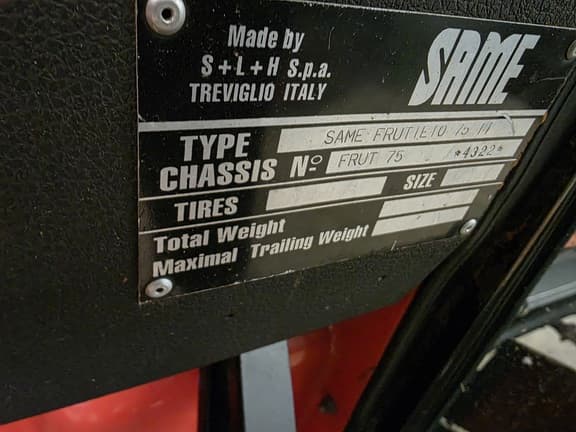 Made by
S+L+H S.p.a.
TREVIGLIO ITALY
SAME
TYPE SAME FRUTTETO 75 II
CHASSIS Nº FRUT 75 *4322*
TIRES SIZE
Total Weight
Maximal Trailing Weight